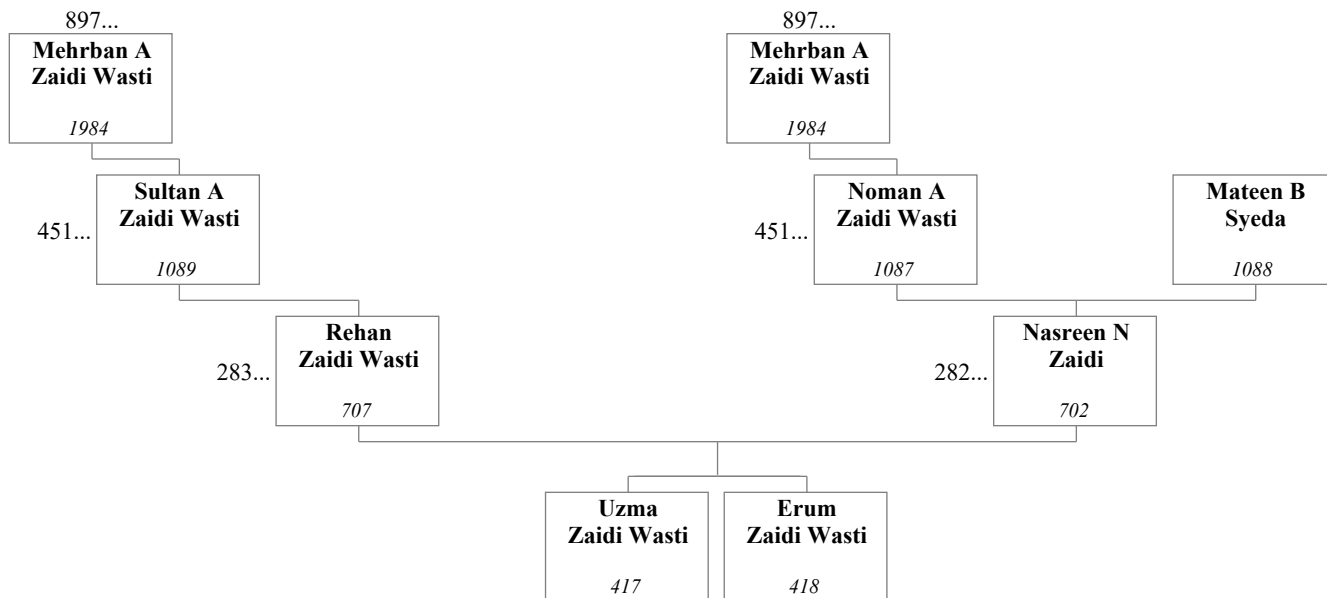 897...
Mehrban A
Zaidi Wasti
1984
897...
Mehrban A
Zaidi Wasti
1984
451...
Sultan A
Zaidi Wasti
1089
451...
Noman A
Zaidi Wasti
1087
Mateen B
Syeda
1088
283...
Rehan
Zaidi Wasti
707
282...
Nasreen N
Zaidi
702
Uzma
Zaidi Wasti
417
Erum
Zaidi Wasti
418